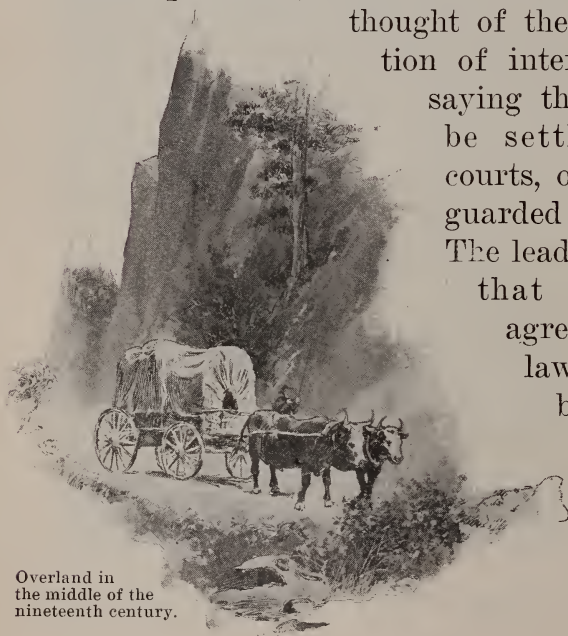 thought of the
tion of inter
saying th
be settl
courts, o
guarded
The lead
that
agre
law
b
Overland in
the middle of the
nineteenth century.